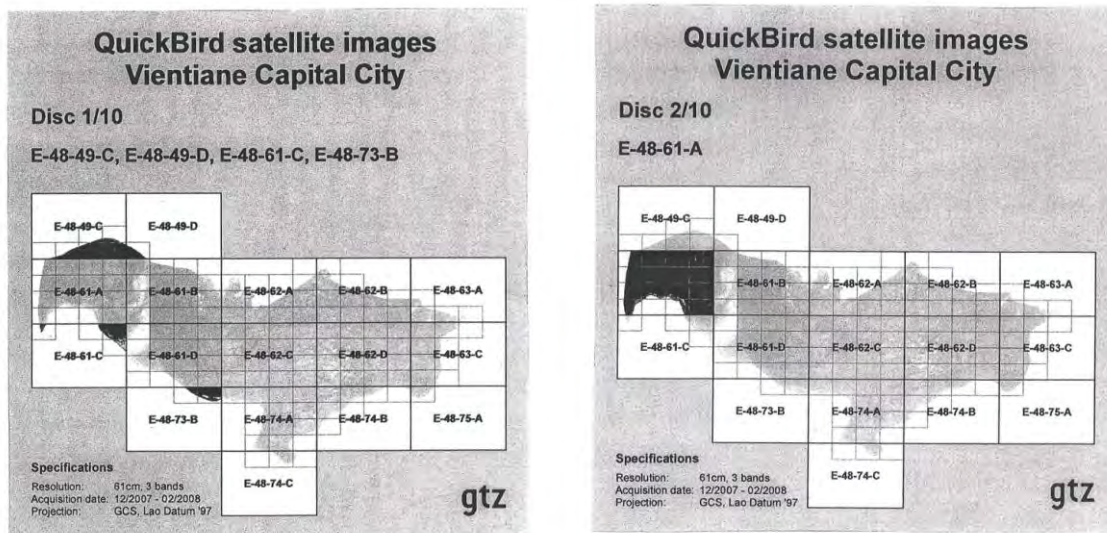 QuickBird satellite images
Vientiane Capital City
Disc 1/10
E-48-49-C, E-48-49-D, E-48-61-C, E-48-73-B
E-48-49-C E-48-49-D
E-48-61-A E-48-61-B E-48-62-A E-48-62-B E-48-63-A
E-48-61-C E-48-61-D E-48-62-C E-48-62-D E-48-63-C
E-48-73-B E-48-74-A E-48-74-B E-48-75-A
E-48-74-C
Specifications
Resolution: 61cm, 3 bands
Acquisition date: 12/2007 - 02/2008
Projection: GCS, Lao Datum '97
gtz
QuickBird satellite images
Vientiane Capital City
Disc 2/10
E-48-61-A
E-48-49-C E-48-49-D
E-48-61-B E-48-62-A E-48-62-B E-48-63-A
E-48-61-C E-48-61-D E-48-62-C E-48-62-D E-48-63-C
E-48-73-B E-48-74-A E-48-74-B E-48-75-A
E-48-74-C
Specifications
Resolution: 61cm, 3 bands
Acquisition date: 12/2007 - 02/2008
Projection: GCS, Lao Datum '97
gtz